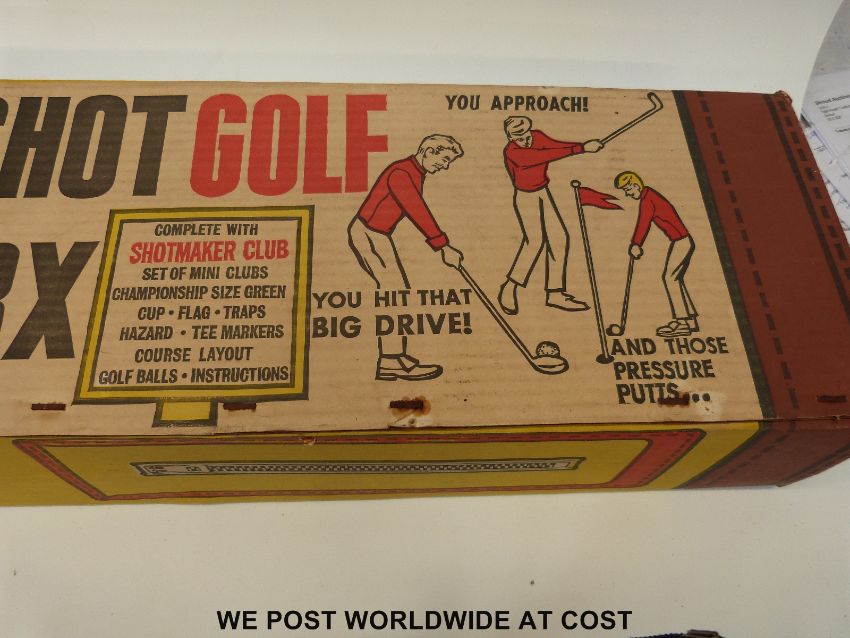 SHOT GOLF
YOU APPROACH!
COMPLETE WITH
SHOTMAKER CLUB
SET OF MINI CLUBS
CHAMPIONSHIP SIZE GREEN
CUP • FLAG • TRAPS
HAZARD • TEE MARKERS
COURSE LAYOUT
GOLF BALLS • INSTRUCTIONS
YOU HIT THAT
BIG DRIVE!
AND THOSE
PRESSURE
PUTTS...
WE POST WORLDWIDE AT COST